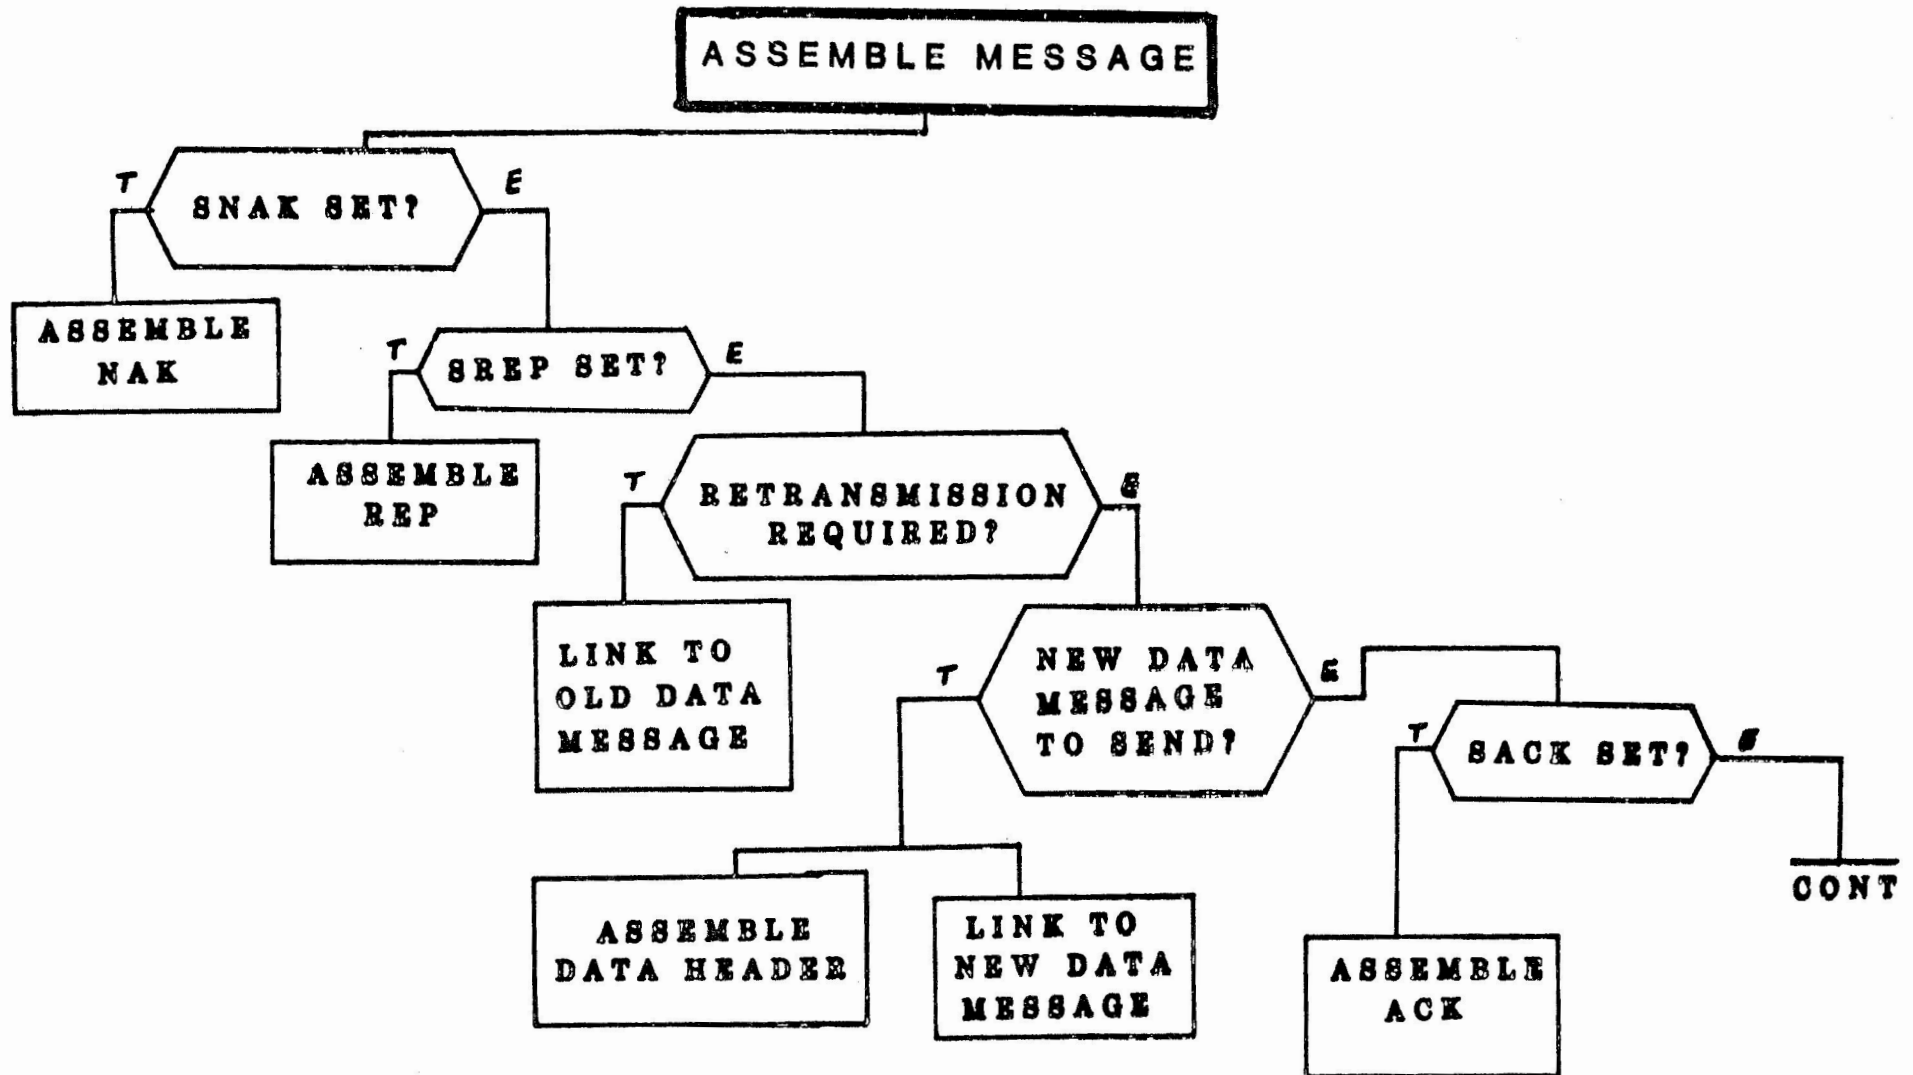 ASSEMBLE MESSAGE
T
SNAK SET?
E
ASSEMBLE
NAK
T
SREP SET?
E
ASSEMBLE
REP
T
RETRANSMISSION
REQUIRED?
E
LINK TO
OLD DATA
MESSAGE
T
NEW DATA
MESSAGE
TO SEND?
E
T
SACK SET?
E
CONT
ASSEMBLE
DATA HEADER
LINK TO
NEW DATA
MESSAGE
ASSEMBLE
ACK